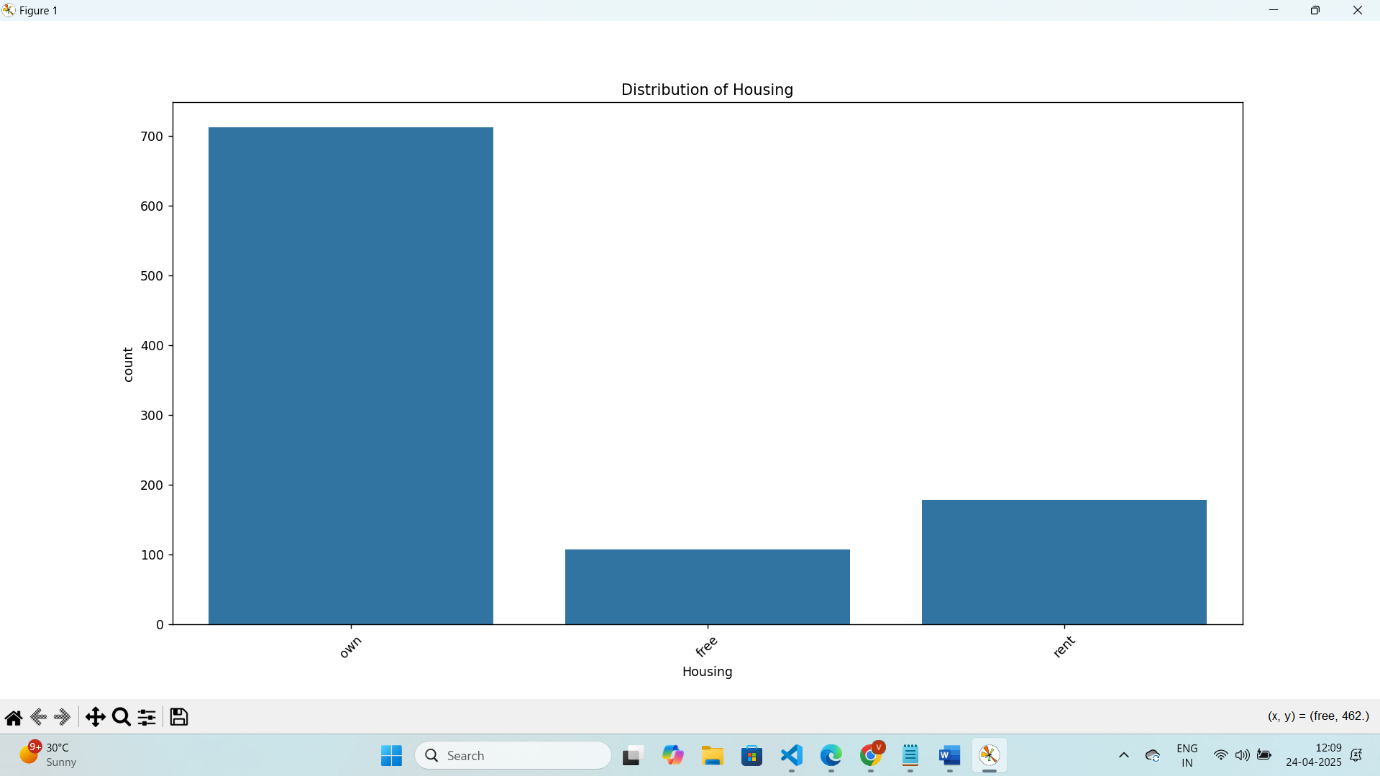 Figure 1
Distribution of Housing
700
600
500
400
300
200
100
0
count
own
free
rent
Housing
(x, y) = (free, 462.)
9+
30°C
Sunny
Search
V
W
ENG
IN
12:09
24-04-2025